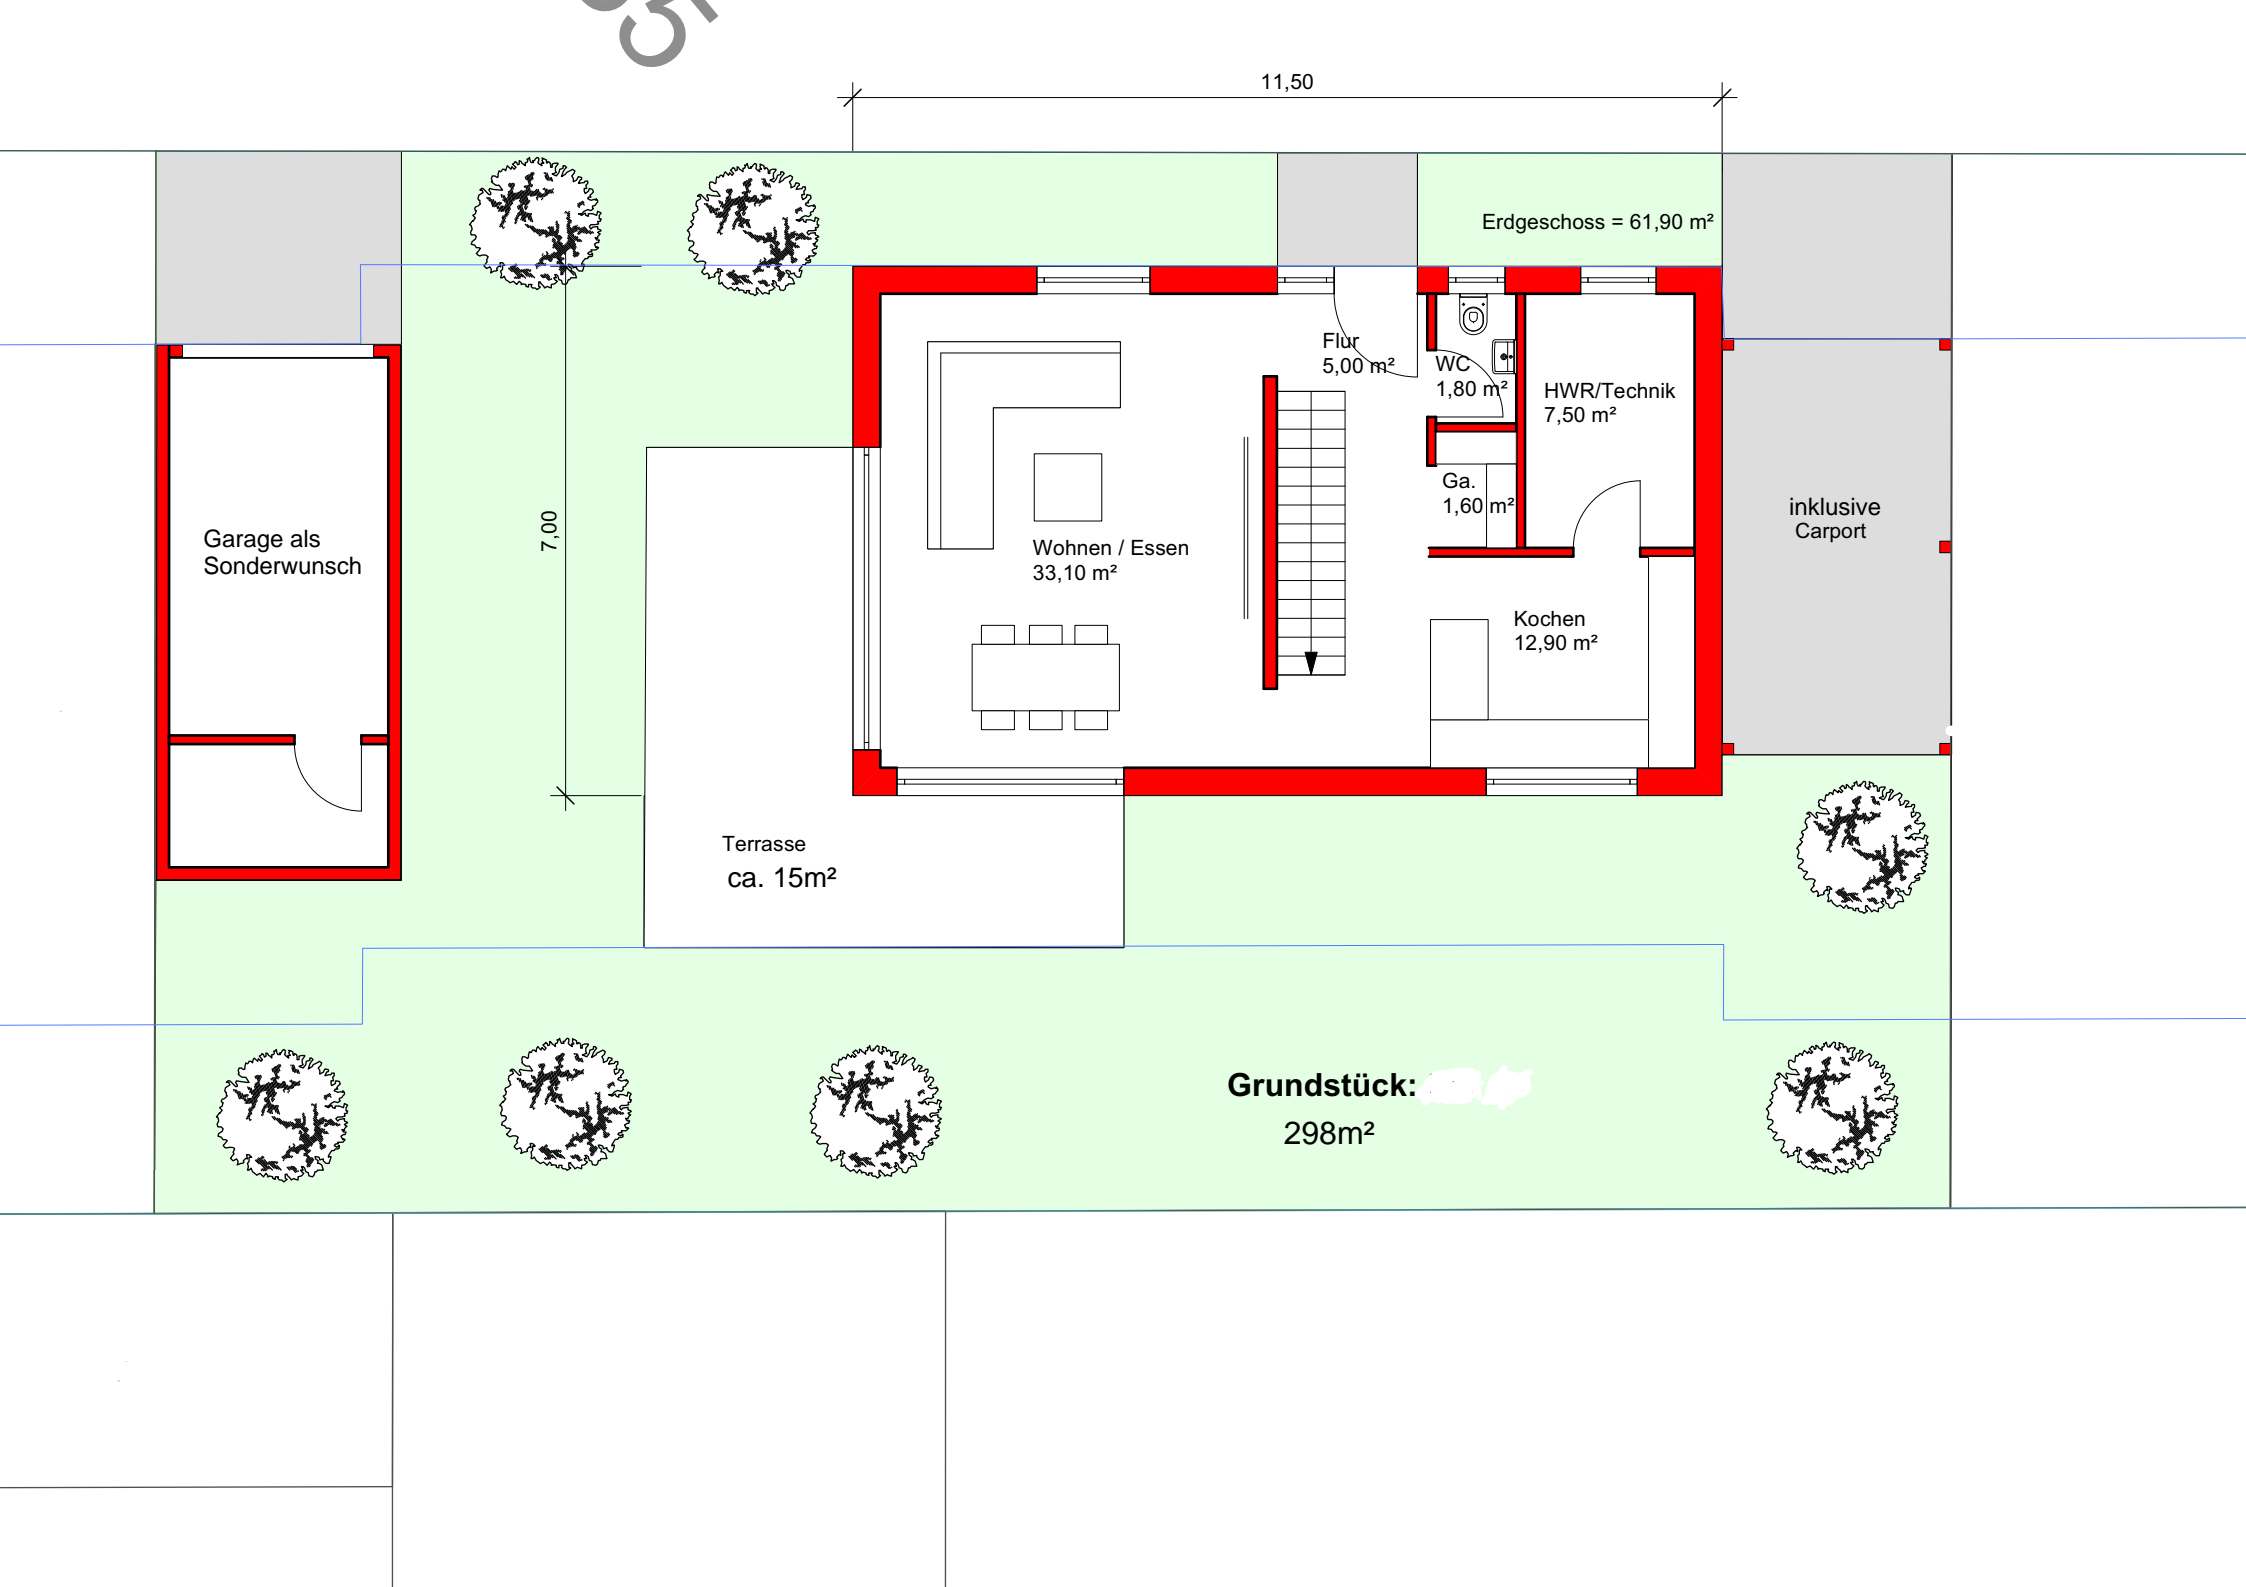 11,50
Erdgeschoss = 61,90 m²
Flur
5,00 m²
WC
1,80 m²
HWR/Technik
7,50 m²
Ga.
1,60 m²
inklusive
Carport
7,00
Garage als
Sonderwunsch
Wohnen / Essen
33,10 m²
Kochen
12,90 m²
Terrasse
ca. 15m²
Grundstück:
298m²